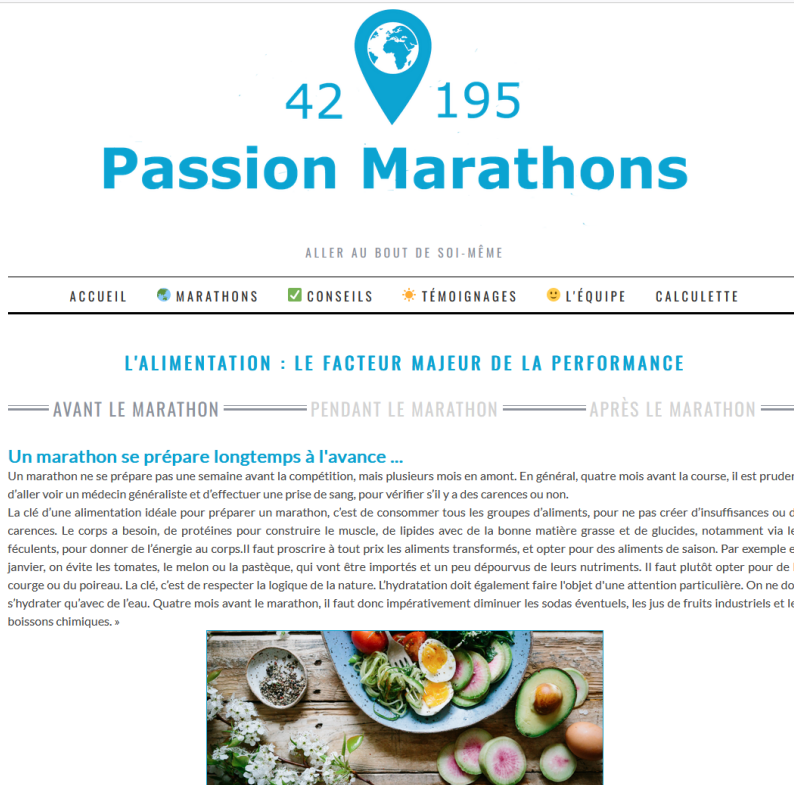 42 195
Passion Marathons
ALLER AU BOUT DE SOI-MÊME
ACCUEIL MARATHONS CONSEILS TÉMOIGNAGES L'ÉQUIPE CALCULETTE
L'ALIMENTATION : LE FACTEUR MAJEUR DE LA PERFORMANCE
AVANT LE MARATHON PENDANT LE MARATHON APRÈS LE MARATHON
Un marathon se prépare longtemps à l'avance ...
Un marathon ne se prépare pas une semaine avant la compétition, mais plusieurs mois en amont. En général, quatre mois avant la course, il est pruden
d'aller voir un médecin généraliste et d'effectuer une prise de sang, pour vérifier s'il y a des carences ou non.
La clé d'une alimentation idéale pour préparer un marathon, c'est de consommer tous les groupes d'aliments, pour ne pas créer d'insuffisances ou d
carences. Le corps a besoin, de protéines pour construire le muscle, de lipides avec de la bonne matière grasse et de glucides, notamment via le
féculents, pour donner de l'énergie au corps.Il faut proscrire à tout prix les aliments transformés, et opter pour des aliments de saison. Par exemple e
janvier, on évite les tomates, le melon ou la pastèque, qui vont être importés et un peu dépourvus de leurs nutriments. Il faut plutôt opter pour de l
courge ou du poireau. La clé, c'est de respecter la logique de la nature. L'hydratation doit également faire l'objet d'une attention particulière. On ne do
s'hydrater qu'avec de l'eau. Quatre mois avant le marathon, il faut donc impérativement diminuer les sodas éventuels, les jus de fruits industriels et le
boissons chimiques. »